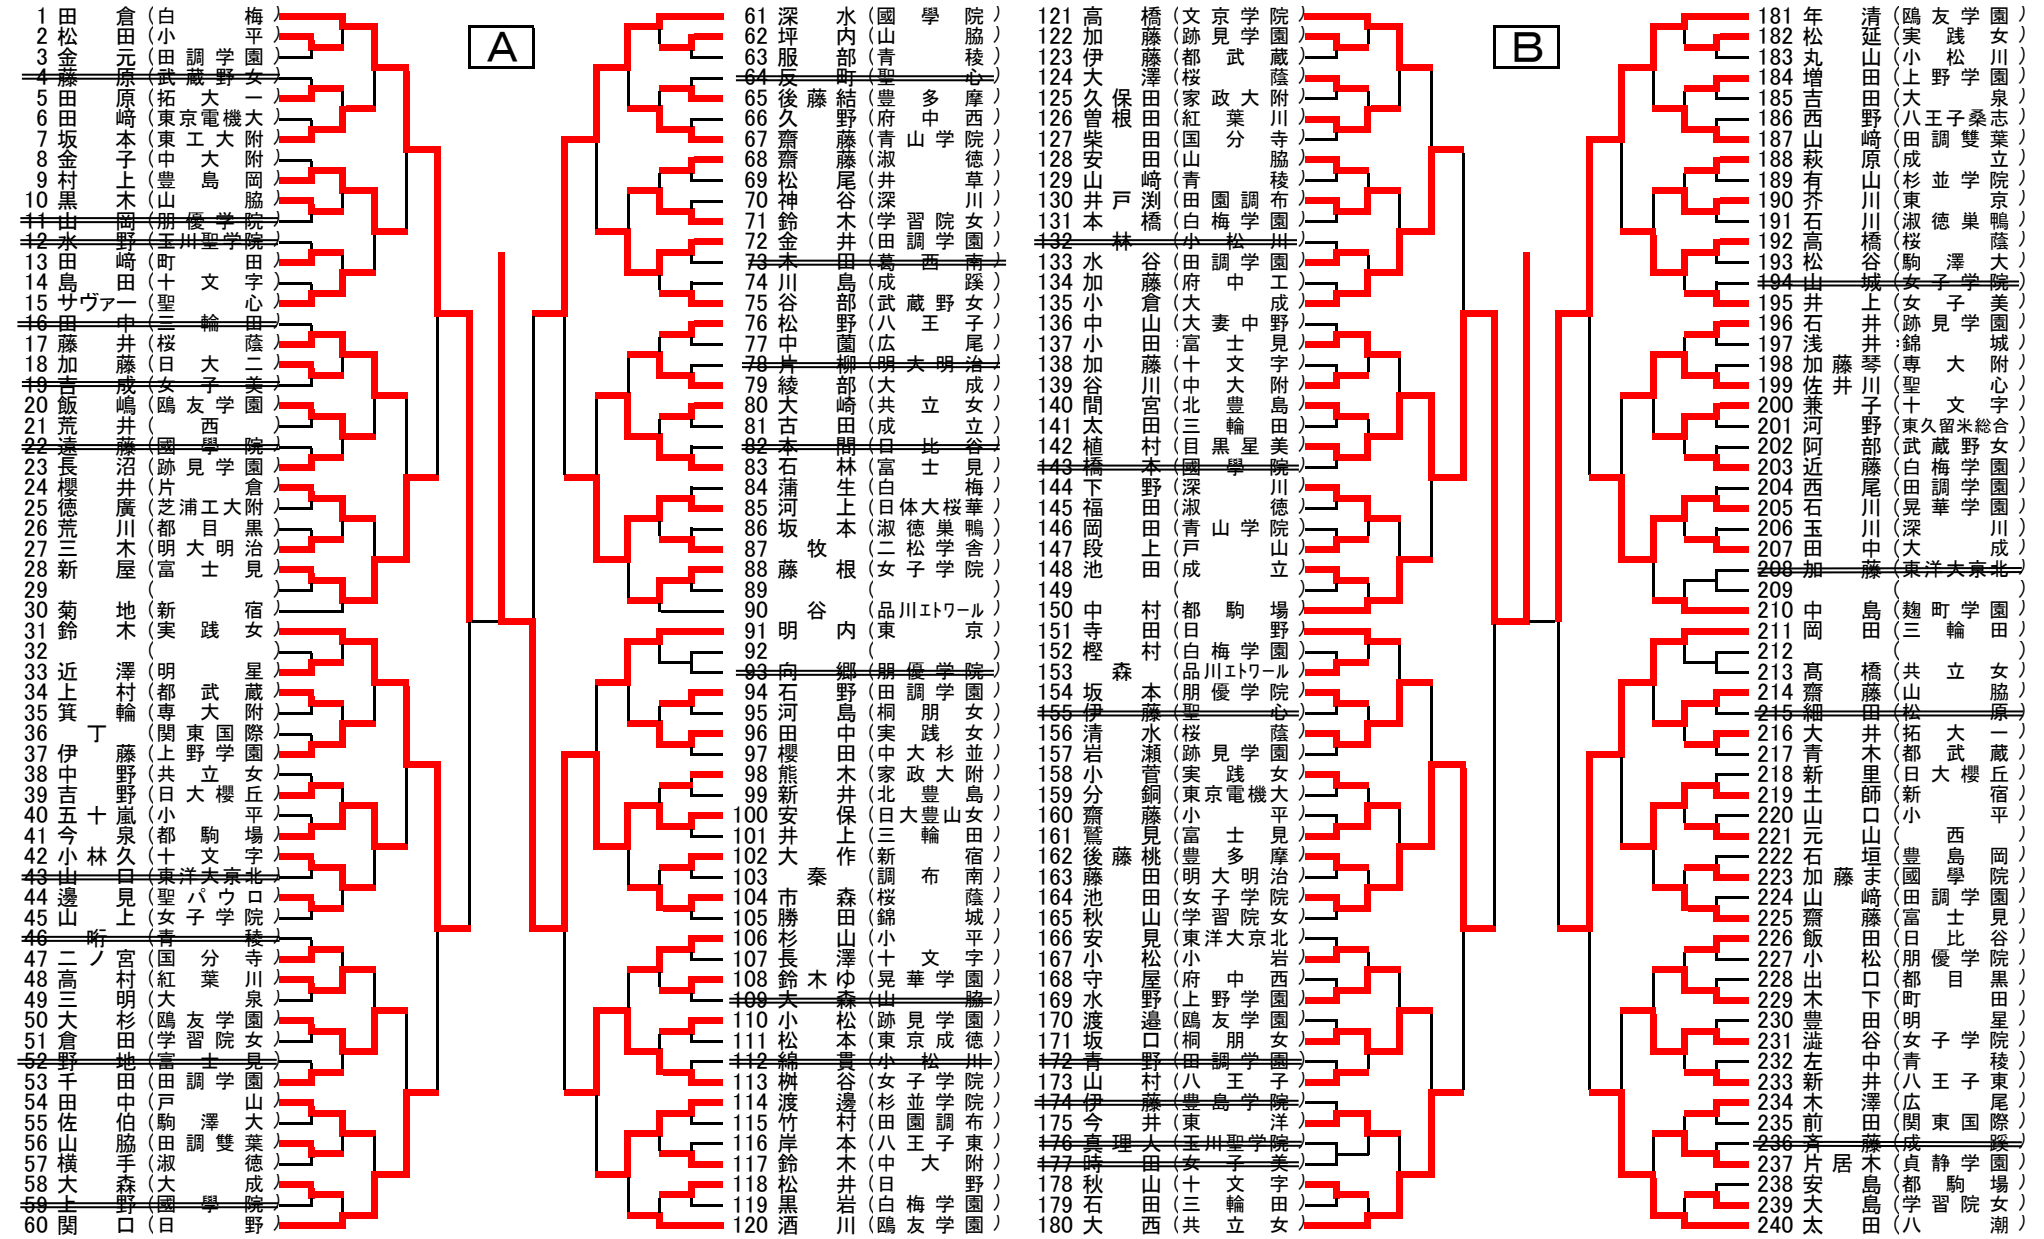 A
B
1 田倉 (白梅)
2 松田 (小平)
3 金元 (田調学園)
4 藤原 (武蔵野女)
5 田原 (拓大一)
6 田﨑 (東京電機大)
7 坂本 (東工大附)
8 金子 (中大附)
9 村上 (豊島岡)
10 黒木 (山脇)
11 山岡 (朋優学院)
12 水野 (玉川聖学院)
13 田﨑 (町田)
14 島田 (十文字)
15 サヴァー (聖心)
16 田中 (三輪田)
17 藤井 (桜蔭)
18 加藤 (日大二)
19 吉成 (女子美)
20 飯嶋 (鴎友学園)
21 荒井 (西)
22 遠藤 (國學院)
23 長沼 (跡見学園)
24 櫻井 (片倉)
25 徳廣 (芝浦工大附)
26 荒川 (都目黒)
27 三木 (明大明治)
28 新屋 (富士見)
29 ( )
30 菊地 (新宿)
31 鈴木 (実践女)
32 ( )
33 近澤 (明星)
34 上村 (都武蔵)
35 箕輪 (専大附)
36 丁 (関東国際)
37 伊藤 (上野学園)
38 中野 (共立女)
39 吉野 (日大櫻丘)
40 五十嵐 (小平)
41 今泉 (都駒場)
42 小林久 (十文字)
43 山口 (東洋大京北)
44 邊見 (聖パウロ)
45 山上 (女子学院)
46 䀪 (青稜)
47 二ノ宮 (国分寺)
48 高村 (紅葉川)
49 三明 (大泉)
50 大杉 (鴎友学園)
51 倉田 (学習院女)
52 野地 (富士見)
53 千田 (田調学園)
54 田中 (戸山)
55 佐伯 (駒澤大)
56 山脇 (田調雙葉)
57 横手 (淑徳)
58 大森 (大成)
59 上野 (國學院)
60 関口 (日野)
61 深水 (國學院)
62 坪内 (山脇)
63 服部 (青稜)
64 反町 (聖心)
65 後藤結 (豊多摩)
66 久野 (府中西)
67 齋藤 (青山学院)
68 齋藤 (淑徳)
69 松尾 (井草)
70 神谷 (深川)
71 鈴木 (学習院女)
72 金井 (田調学園)
73 木田 (葛西南)
74 川島 (成蹊)
75 谷部 (武蔵野女)
76 松野 (八王子)
77 中薗 (広尾)
78 片柳 (明大明治)
79 綾部 (大成)
80 大崎 (共立女)
81 古田 (成立)
82 本間 (日比谷)
83 石林 (富士見)
84 蒲生 (白梅)
85 河上 (日体大桜華)
86 坂本 (淑徳巣鴨)
87 牧 (二松学舎)
88 藤根 (女子学院)
89 ( )
90 谷 (品川エトワール)
91 明内 (東京)
92 ( )
93 向郷 (朋優学院)
94 石野 (田調学園)
95 河島 (桐朋女)
96 田中 (実践女)
97 櫻田 (中大杉並)
98 熊木 (家政大附)
99 新井 (北豊島)
100 安保 (日大豊山女)
101 井上 (三輪田)
102 大作 (新宿)
103 秦 (調布南)
104 市森 (桜蔭)
105 勝田 (錦城)
106 杉山 (小平)
107 長澤 (十文字)
108 鈴木ゆ (晃華学園)
109 大森 (山脇)
110 小松 (跡見学園)
111 松本 (東京成徳)
112 綿貫 (小松川)
113 桝谷 (女子学院)
114 渡邊 (杉並学院)
115 竹村 (田園調布)
116 岸本 (八王子東)
117 鈴木 (中大附)
118 松井 (日野)
119 黒岩 (白梅学園)
120 酒川 (鴎友学園)
121 高橋 (文京学院)
122 加藤 (跡見学園)
123 伊藤 (都武蔵)
124 大澤 (桜蔭)
125 久保田 (家政大附)
126 曽根田 (紅葉川)
127 柴田 (国分寺)
128 安田 (山脇)
129 山﨑 (青稜)
130 井戸渕 (田園調布)
131 本橋 (白梅学園)
132 林 (小松川)
133 水谷 (田調学園)
134 加藤 (府中工)
135 小倉 (大成)
136 中山 (大妻中野)
137 小田 (富士見)
138 加藤 (十文字)
139 谷川 (中大附)
140 間宮 (北豊島)
141 太田 (三輪田)
142 植村 (目黒星美)
143 橋本 (國學院)
144 下野 (深川)
145 福田 (淑徳)
146 岡田 (青山学院)
147 段上 (戸山)
148 池田 (成立)
149 ( )
150 中村 (都駒場)
151 寺田 (日野)
152 樫村 (白梅学園)
153 森 (品川エトワール)
154 坂本 (朋優学院)
155 伊藤 (聖心)
156 清水 (桜蔭)
157 岩瀬 (跡見学園)
158 小菅 (実践女)
159 分銅 (東京電機大)
160 齋藤 (小平)
161 鷲見 (富士見)
162 後藤桃 (豊多摩)
163 藤田 (明大明治)
164 池田 (女子学院)
165 秋山 (学習院女)
166 安見 (東洋大京北)
167 小松 (小岩)
168 守屋 (府中西)
169 水野 (上野学園)
170 渡邉 (鴎友学園)
171 坂口 (桐朋女)
172 青野 (田調学園)
173 山村 (八王子)
174 伊藤 (豊島学院)
175 今井 (東洋)
176 真理人 (玉川聖学院)
177 時田 (女子美)
178 秋山 (十文字)
179 石田 (三輪田)
180 大西 (共立女)
181 年清 (鴎友学園)
182 松延 (実践女)
183 丸山 (小松川)
184 増田 (上野学園)
185 吉田 (大泉)
186 西野 (八王子桑志)
187 山﨑 (田調雙葉)
188 萩原 (成立)
189 有山 (杉並学院)
190 芥川 (東京)
191 石川 (淑徳巣鴨)
192 高橋 (桜蔭)
193 松谷 (駒澤大)
194 山城 (女子学院)
195 井上 (女子美)
196 石井 (跡見学園)
197 浅井 (錦城)
198 加藤琴 (専大附)
199 佐井川 (聖心)
200 兼子 (十文字)
201 河野 (東久留米総合)
202 阿部 (武蔵野女)
203 近藤 (白梅学園)
204 西尾 (田調学園)
205 石川 (晃華学園)
206 玉川 (深川)
207 田中 (大成)
208 加藤 (東洋大京北)
209 ( )
210 中島 (麹町学園)
211 岡田 (三輪田)
212 ( )
213 髙橋 (共立女)
214 齋藤 (山脇)
215 細田 (松原)
216 大井 (拓大一)
217 青木 (都武蔵)
218 新里 (日大櫻丘)
219 土師 (新宿)
220 山口 (小平)
221 元山 (西)
222 石垣 (豊島岡)
223 加藤ま (國學院)
224 山﨑 (田調学園)
225 齋藤 (富士見)
226 飯田 (日比谷)
227 小松 (朋優学院)
228 出口 (都目黒)
229 木下 (町田)
230 豊田 (明星)
231 澁谷 (女子学院)
232 左中 (青稜)
233 新井 (八王子東)
234 木澤 (広尾)
235 前田 (関東国際)
236 斉藤 (成蹊)
237 片居木 (貞静学園)
238 安島 (都駒場)
239 大島 (学習院女)
240 太田 (八潮)